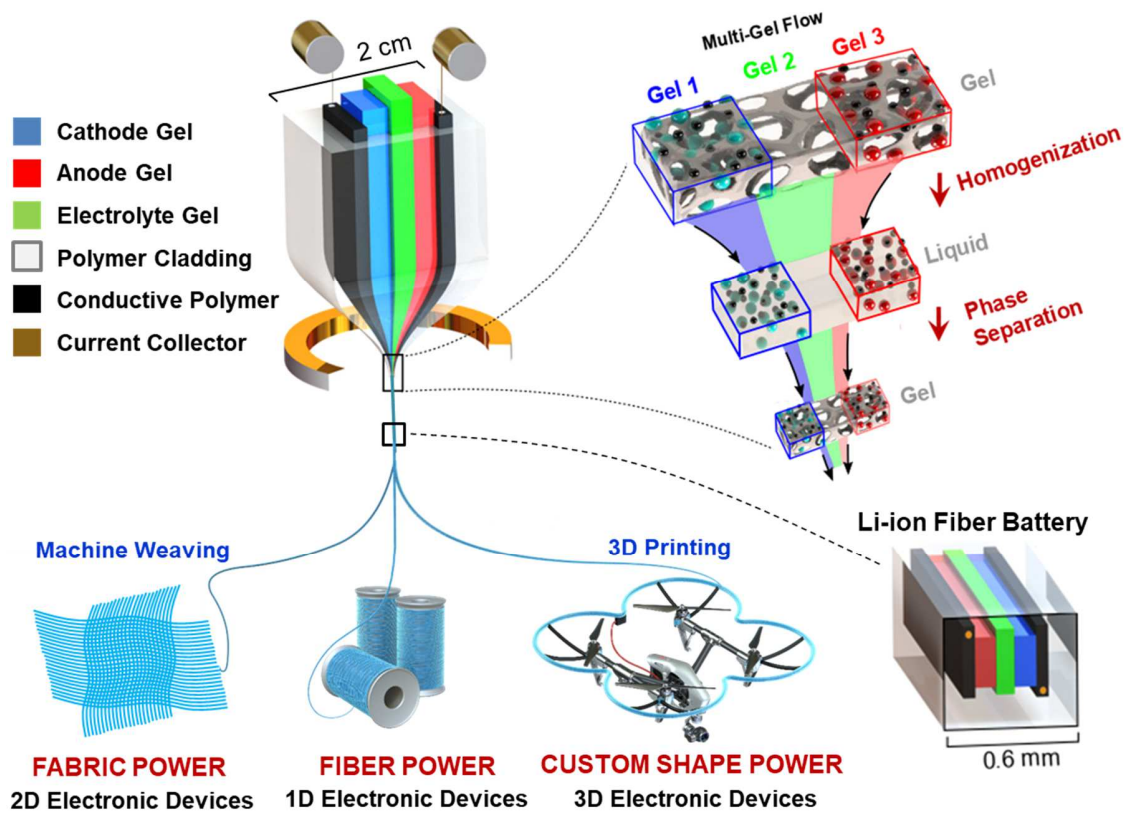 2 cm
Cathode Gel
Anode Gel
Electrolyte Gel
Polymer Cladding
Conductive Polymer
Current Collector
Multi-Gel Flow
Gel 1
Gel 2
Gel 3
Gel
Homogenization
Liquid
Phase
Separation
Gel
Li-ion Fiber Battery
0.6 mm
Machine Weaving
3D Printing
FABRIC POWER
2D Electronic Devices
FIBER POWER
1D Electronic Devices
CUSTOM SHAPE POWER
3D Electronic Devices